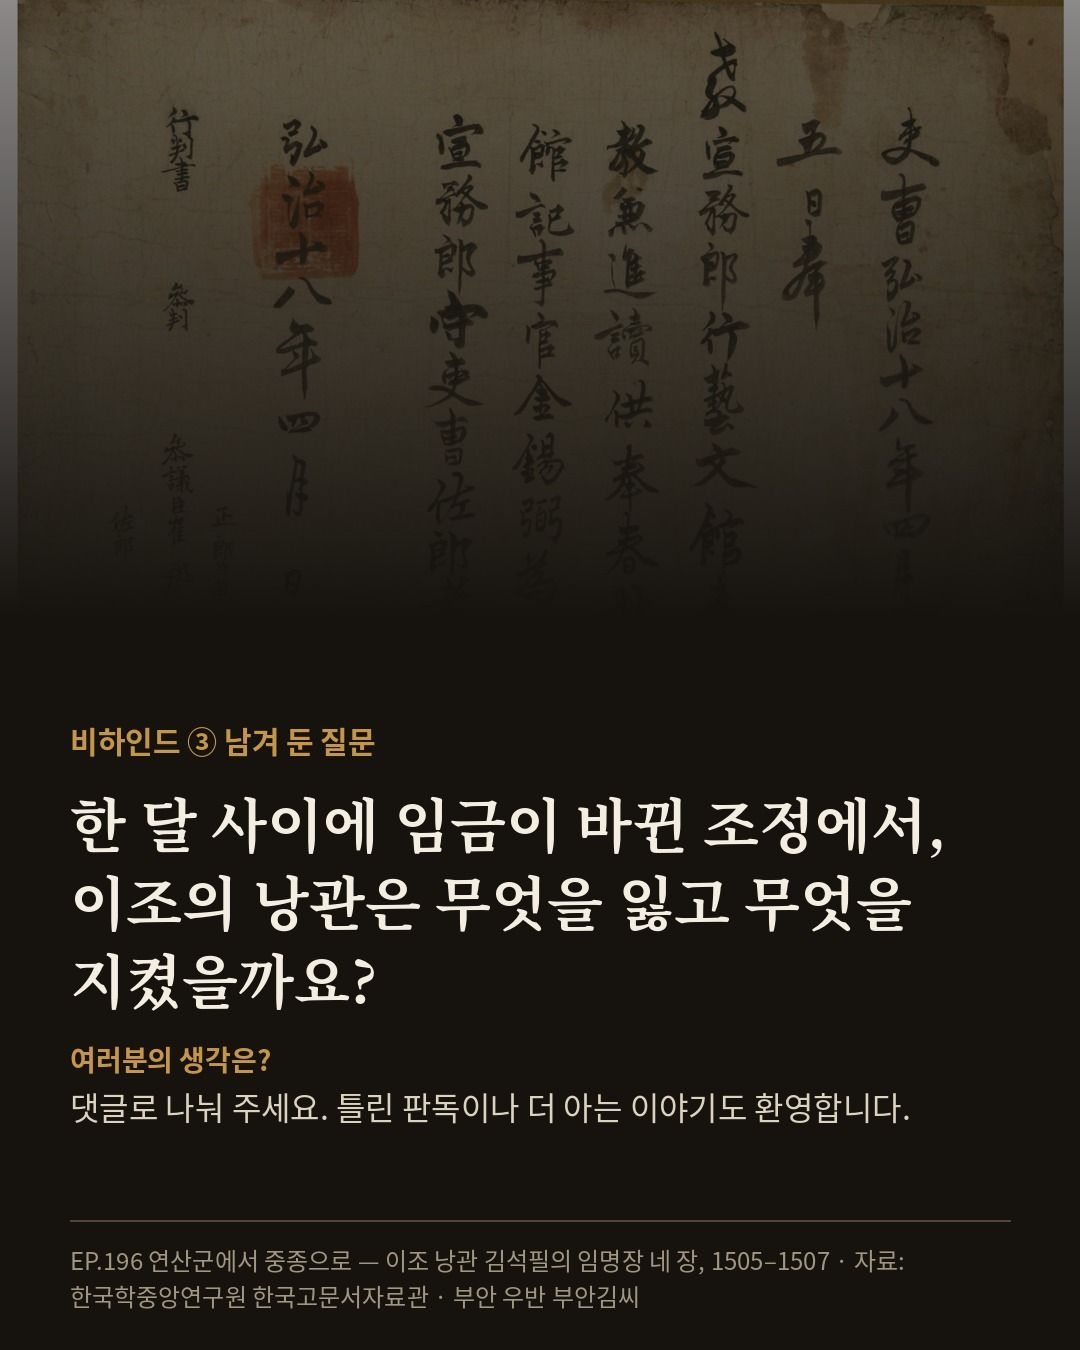 吏曹弘治十八年四月
五日奉
敎宣務郎行藝文館
敎兼進讀供奉春
館記事官金錫弼爲
宣務郎守吏曹佐郎
弘治十八年四月 日
行判書
參判
參議臣崔
正郎
佐郎
비하인드 ③ 남겨 둔 질문
한 달 사이에 임금이 바뀐 조정에서,
이조의 낭관은 무엇을 잃고 무엇을
지켰을까요?
여러분의 생각은?
댓글로 나눠 주세요. 틀린 판독이나 더 아는 이야기도 환영합니다.
EP.196 연산군에서 중종으로 — 이조 낭관 김석필의 임명장 네 장, 1505–1507 · 자료:
한국학중앙연구원 한국고문서자료관 · 부안 우반 부안김씨